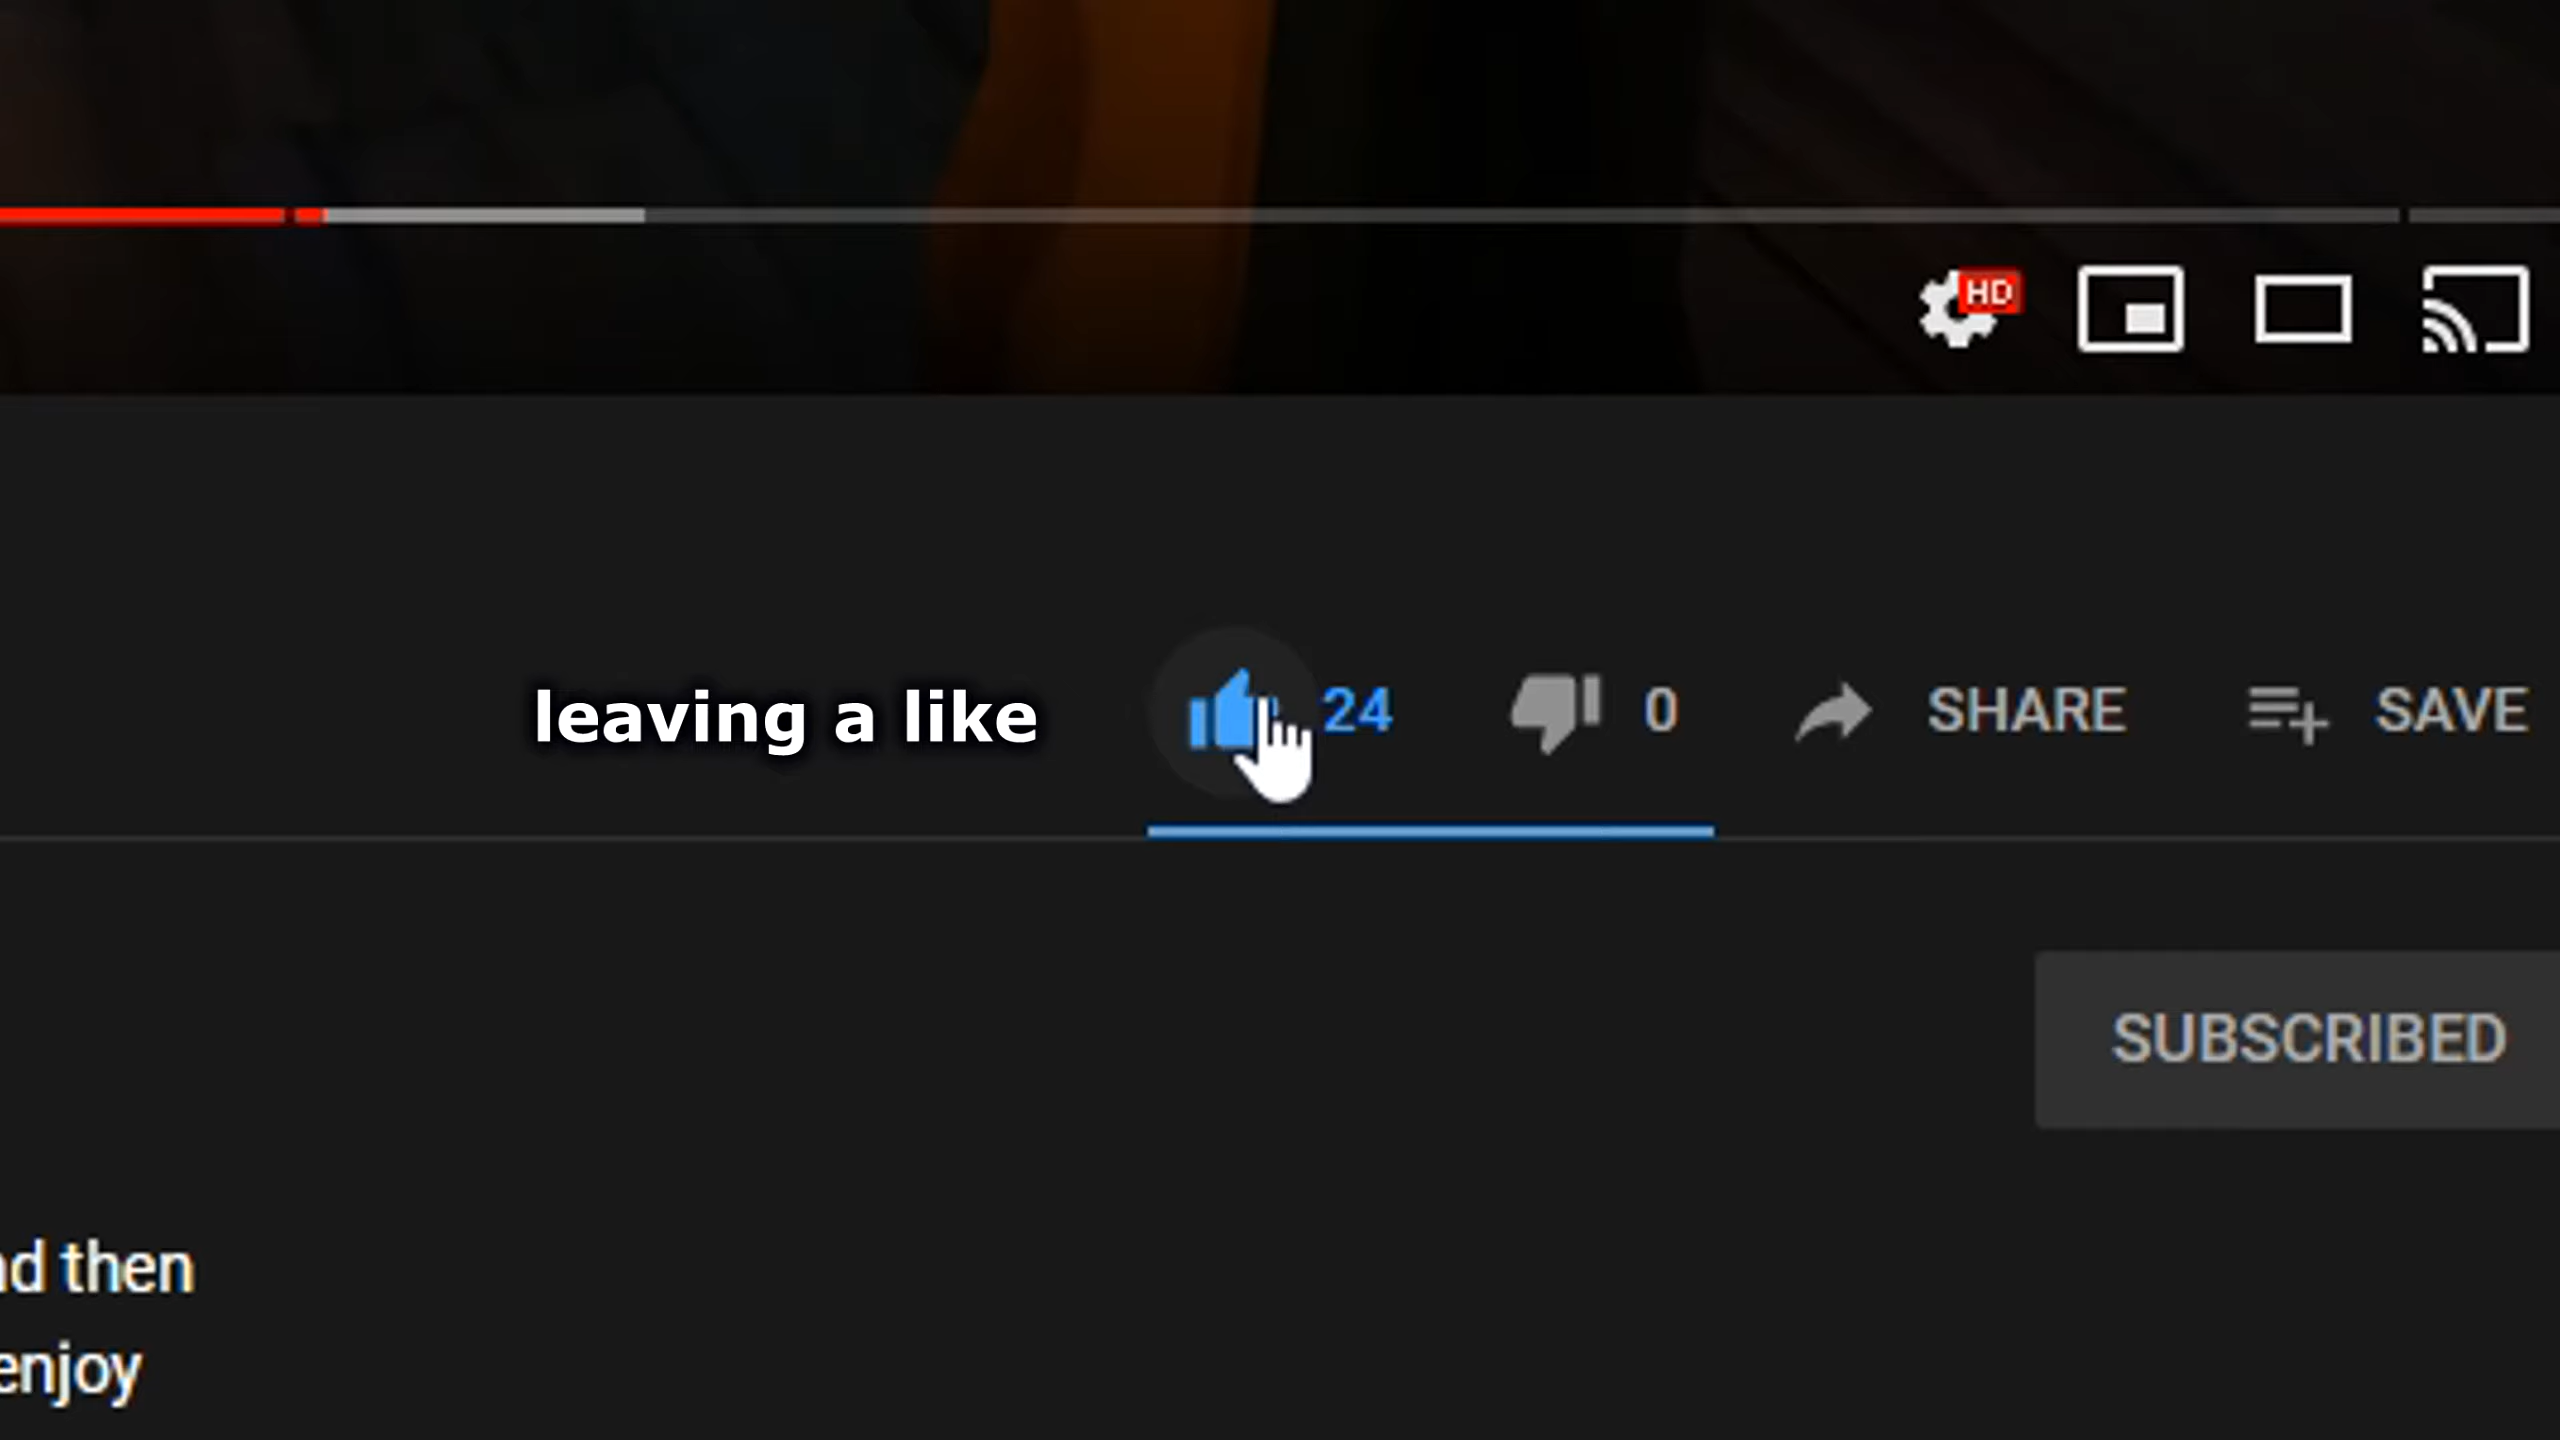 HD
leaving a like
24 0 SHARE SAVE
SUBSCRIBED
then
enjoy